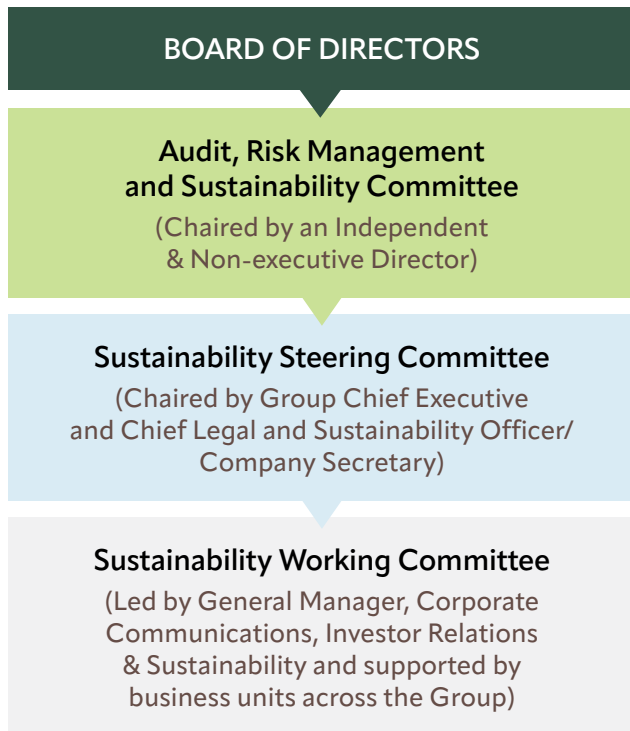 BOARD OF DIRECTORS
Audit, Risk Management
and Sustainability Committee
(Chaired by an Independent
& Non-executive Director)
Sustainability Steering Committee
(Chaired by Group Chief Executive
and Chief Legal and Sustainability Officer/
Company Secretary)
Sustainability Working Committee
(Led by General Manager, Corporate
Communications, Investor Relations
& Sustainability and supported by
business units across the Group)